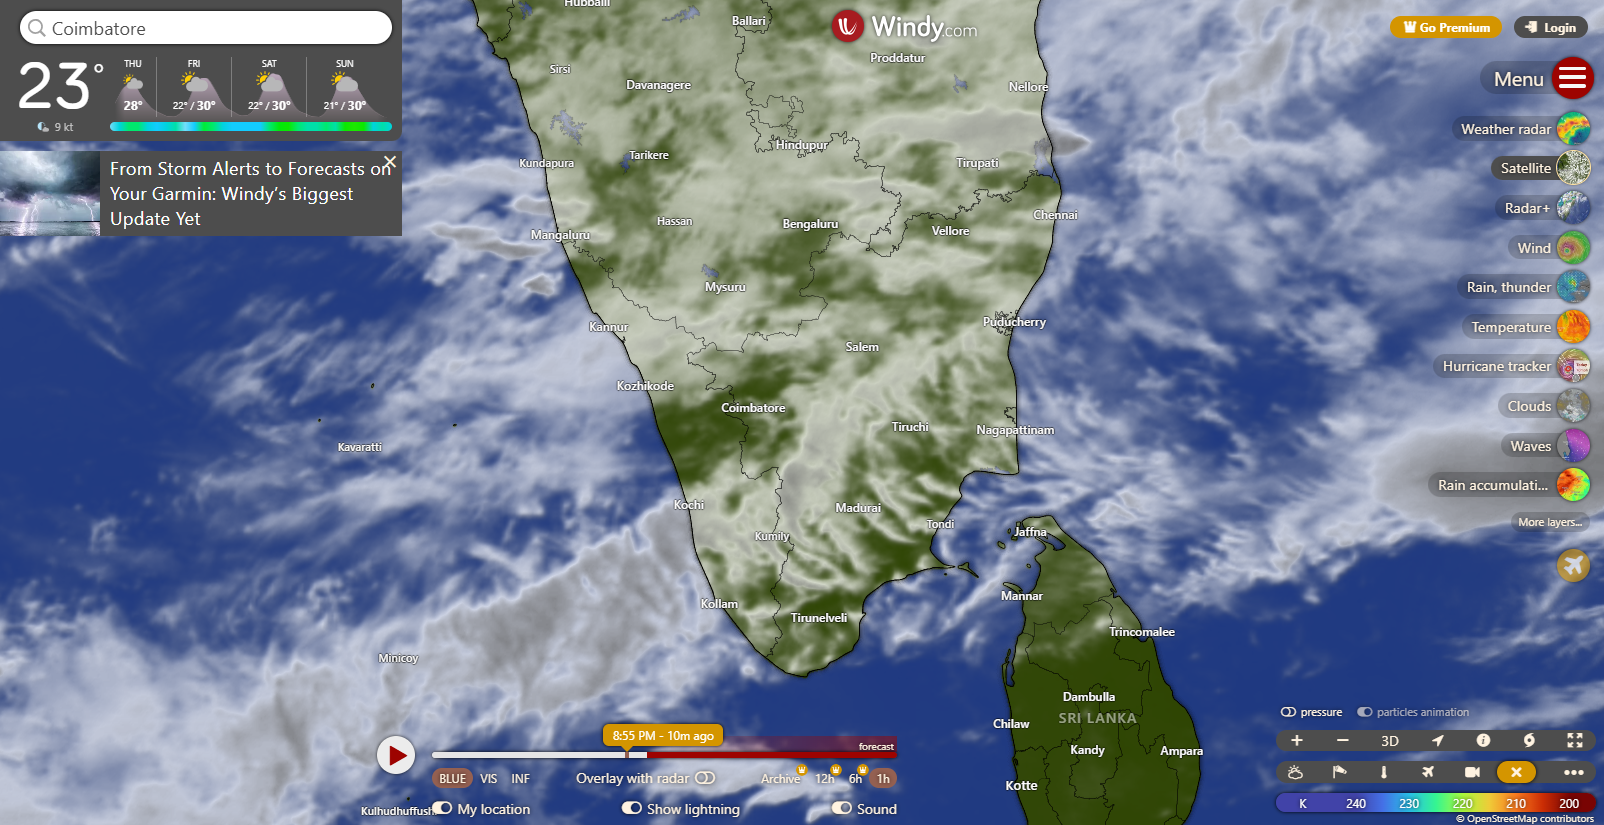 Coimbatore
23°
9 kt
THU
28°
FRI
22° / 30°
SAT
22° / 30°
SUN
21° / 30°
From Storm Alerts to Forecasts on
Your Garmin: Windy’s Biggest
Update Yet
Windy.com
Go Premium
Login
Menu
Weather radar
Satellite
Radar+
Wind
Rain, thunder
Temperature
Hurricane tracker
Clouds
Waves
Rain accumulati...
More layers...
Hubballi
Ballari
Proddatur
Sirsi
Davanagere
Nellore
Hindupur
Kundapura
Tarikere
Tirupati
Chennai
Hassan
Bengaluru
Vellore
Mangaluru
Mysuru
Puducherry
Kannur
Salem
Kozhikode
Coimbatore
Tiruchi
Nagapattinam
Kavaratti
Kochi
Madurai
Tondi
Jaffna
Kumily
Mannar
Kollam
Tirunelveli
Trincomalee
Minicoy
Dambulla
SRI LANKA
Chilaw
Kandy
Ampara
Kotte
Kulhudhuffush
8:55 PM - 10m ago
forecast
BLUE VIS INF
Overlay with radar
Archive 12h 6h 1h
My location
Show lightning
Sound
pressure
particles animation
3D
K 240 230 220 210 200
© OpenStreetMap contributors